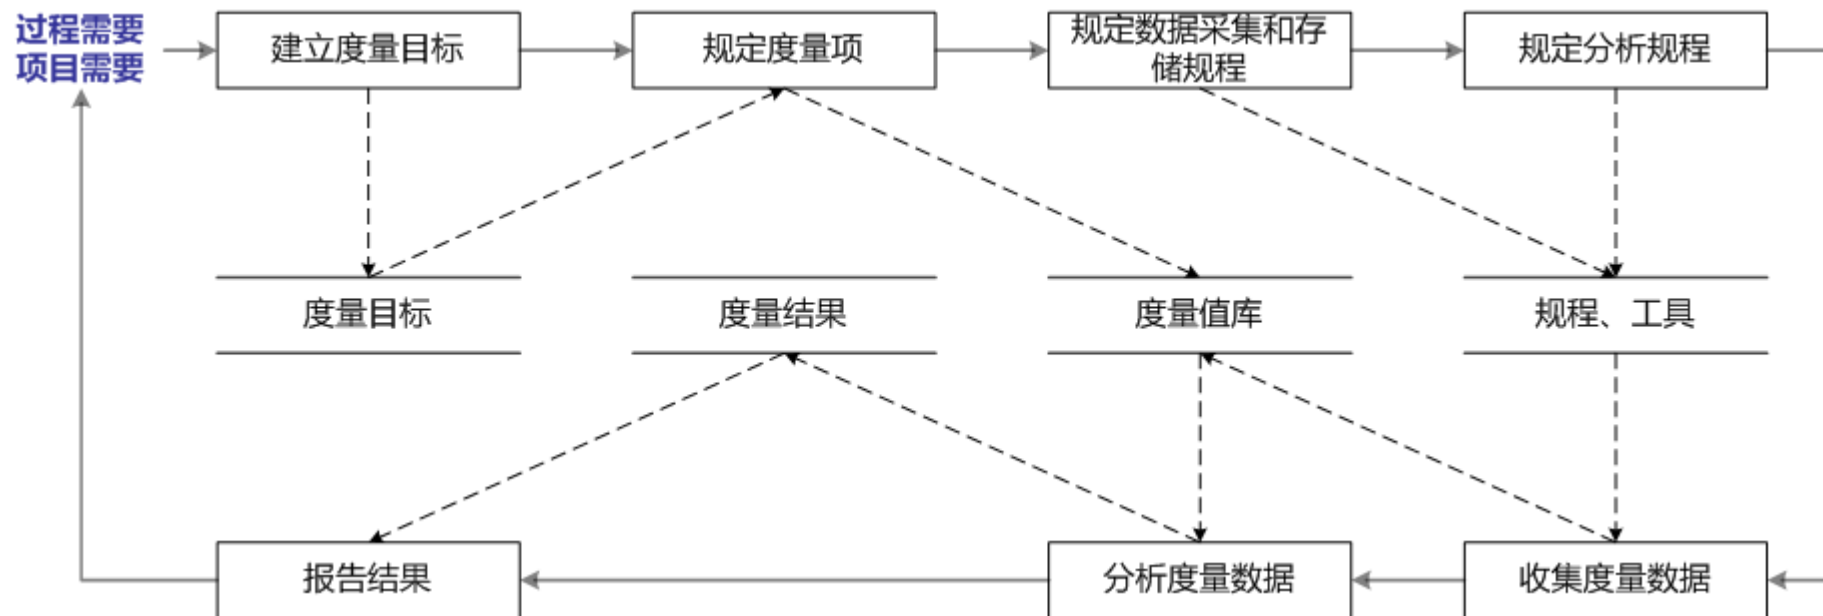 过程需要
项目需要
建立度量目标
规定度量项
规定数据采集和存
储规程
规定分析规程
度量目标
度量结果
度量值库
规程、工具
报告结果
分析度量数据
收集度量数据